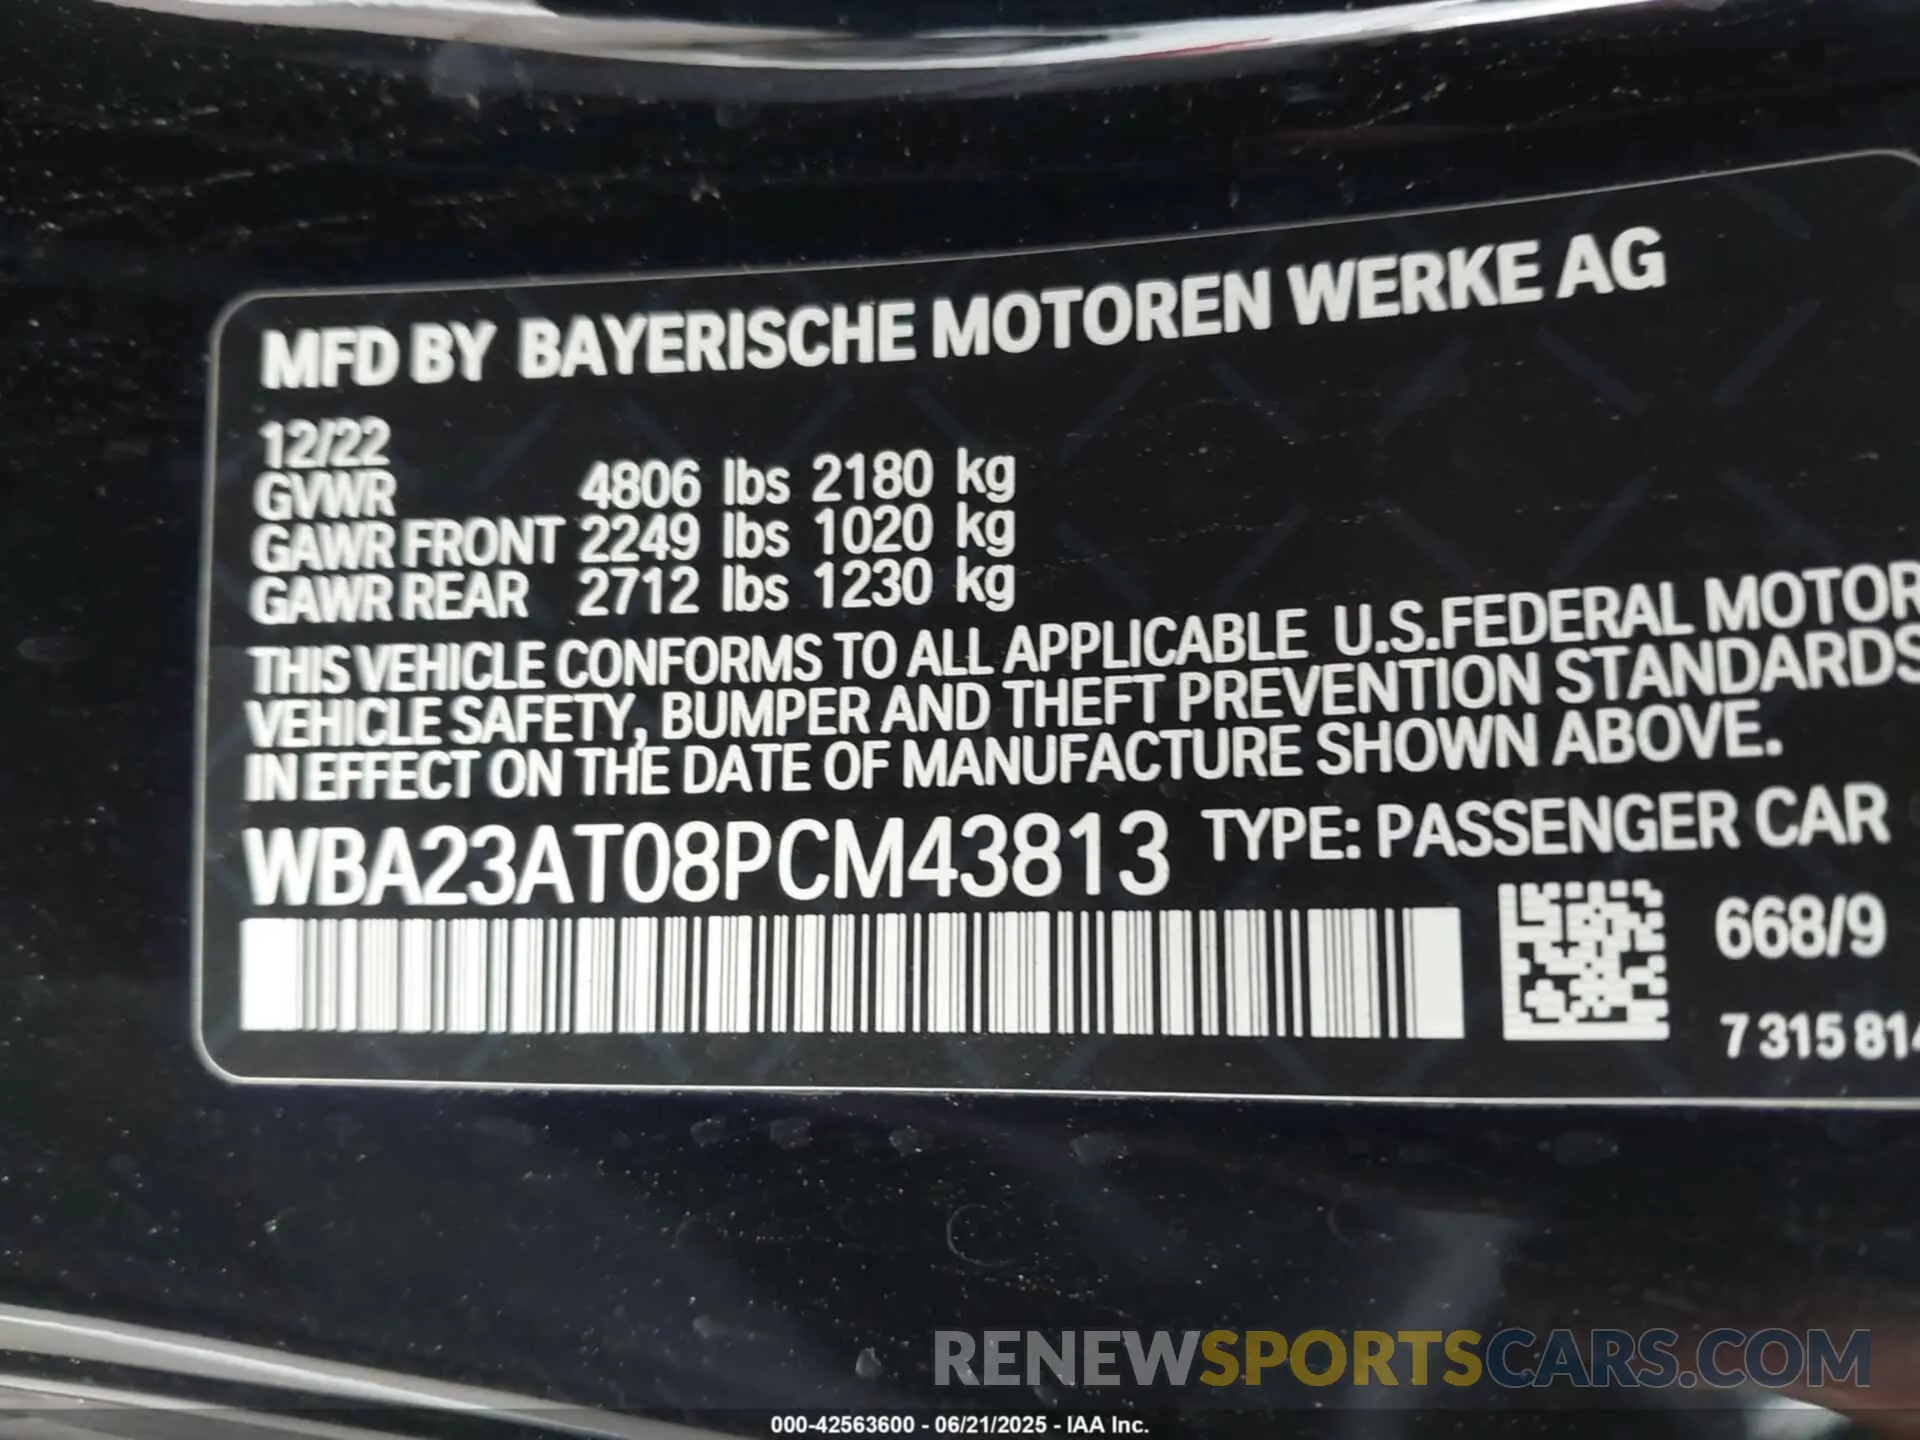 MFD BY BAYERISCHE MOTOREN WERKE AG
12/22
GVWR 4806 lbs 2180 kg
GAWR FRONT 2249 lbs 1020 kg
GAWR REAR 2712 lbs 1230 kg
THIS VEHICLE CONFORMS TO ALL APPLICABLE U.S.FEDERAL MOTOR
VEHICLE SAFETY, BUMPER AND THEFT PREVENTION STANDARDS
IN EFFECT ON THE DATE OF MANUFACTURE SHOWN ABOVE.
WBA23AT08PCM43813 TYPE: PASSENGER CAR
668/9
7 315 814
RENEWSPORTSCARS.COM
000-42563600 - 06/21/2025 - IAA Inc.